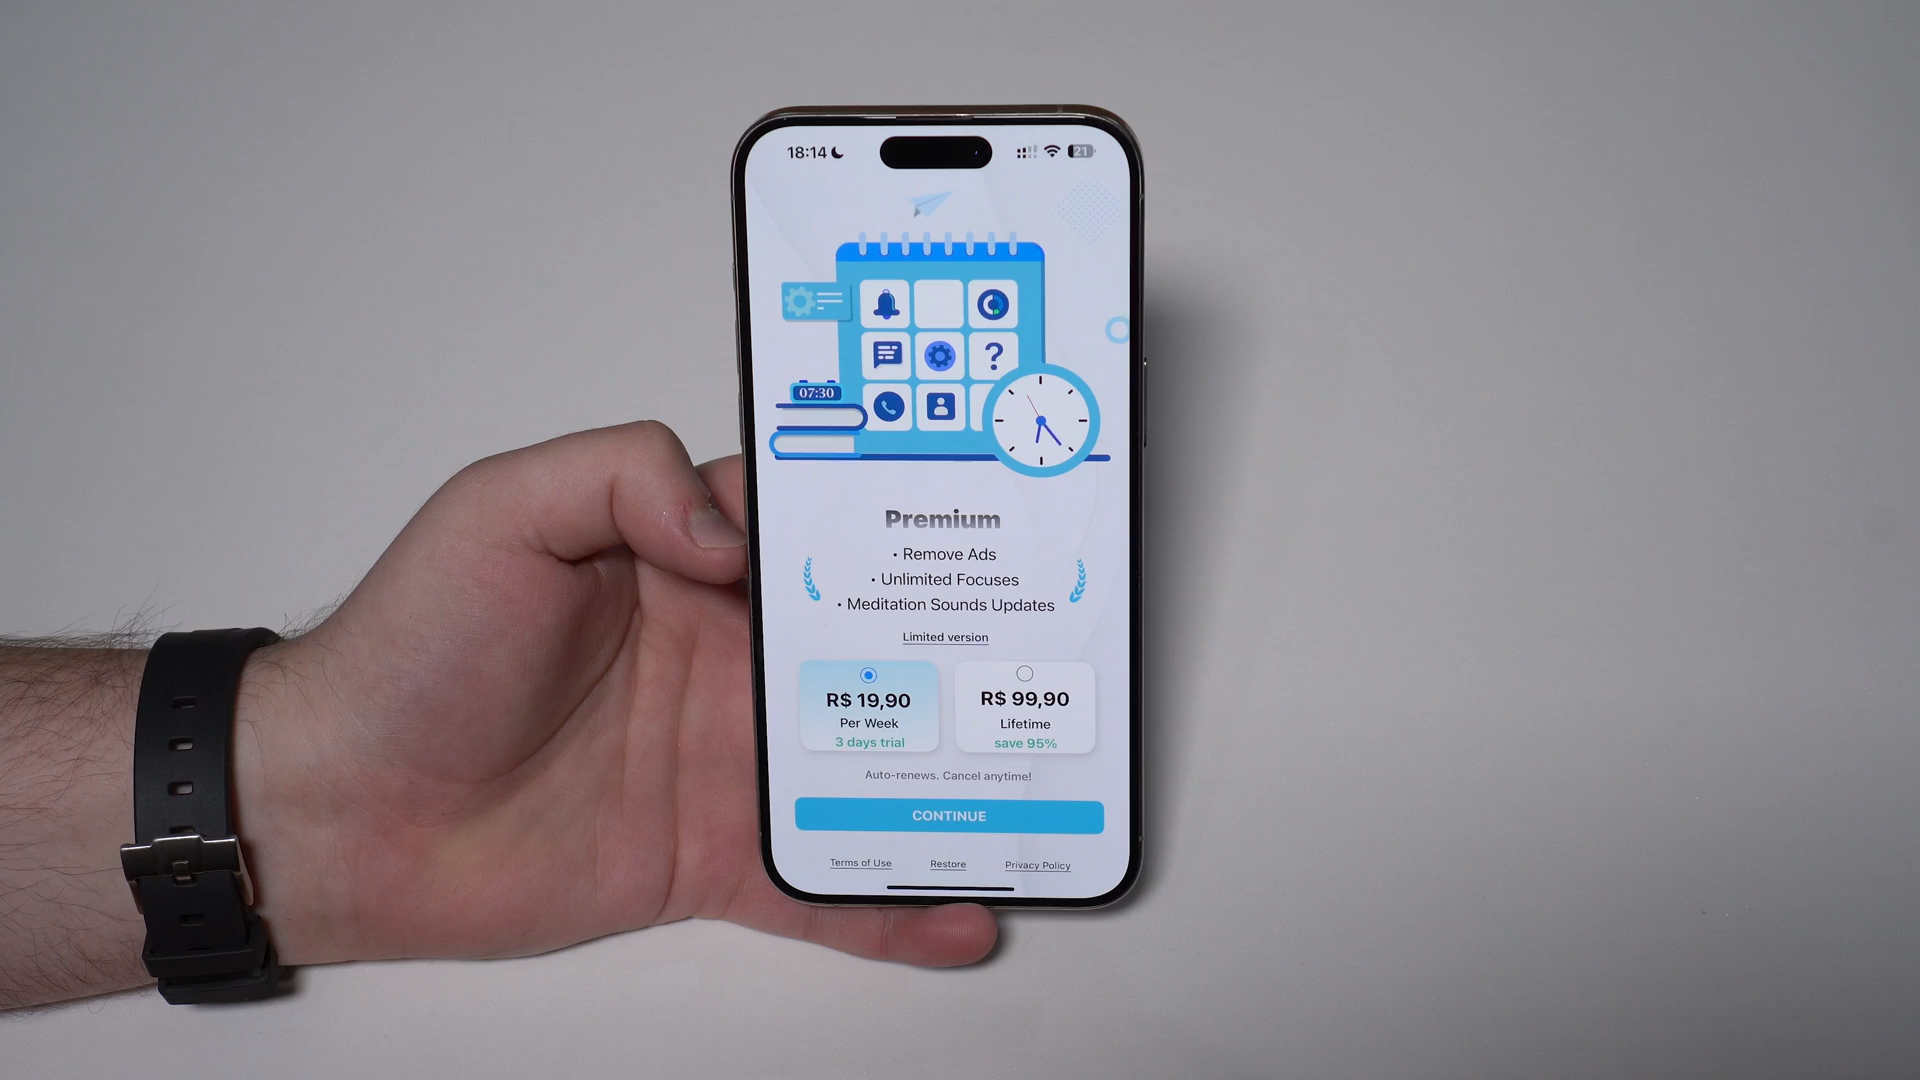 18:14
21
07:30
?
Premium
• Remove Ads
• Unlimited Focuses
• Meditation Sounds Updates
Limited version
R$ 19,90
Per Week
3 days trial
R$ 99,90
Lifetime
save 95%
Auto-renews. Cancel anytime!
CONTINUE
Terms of Use
Restore
Privacy Policy